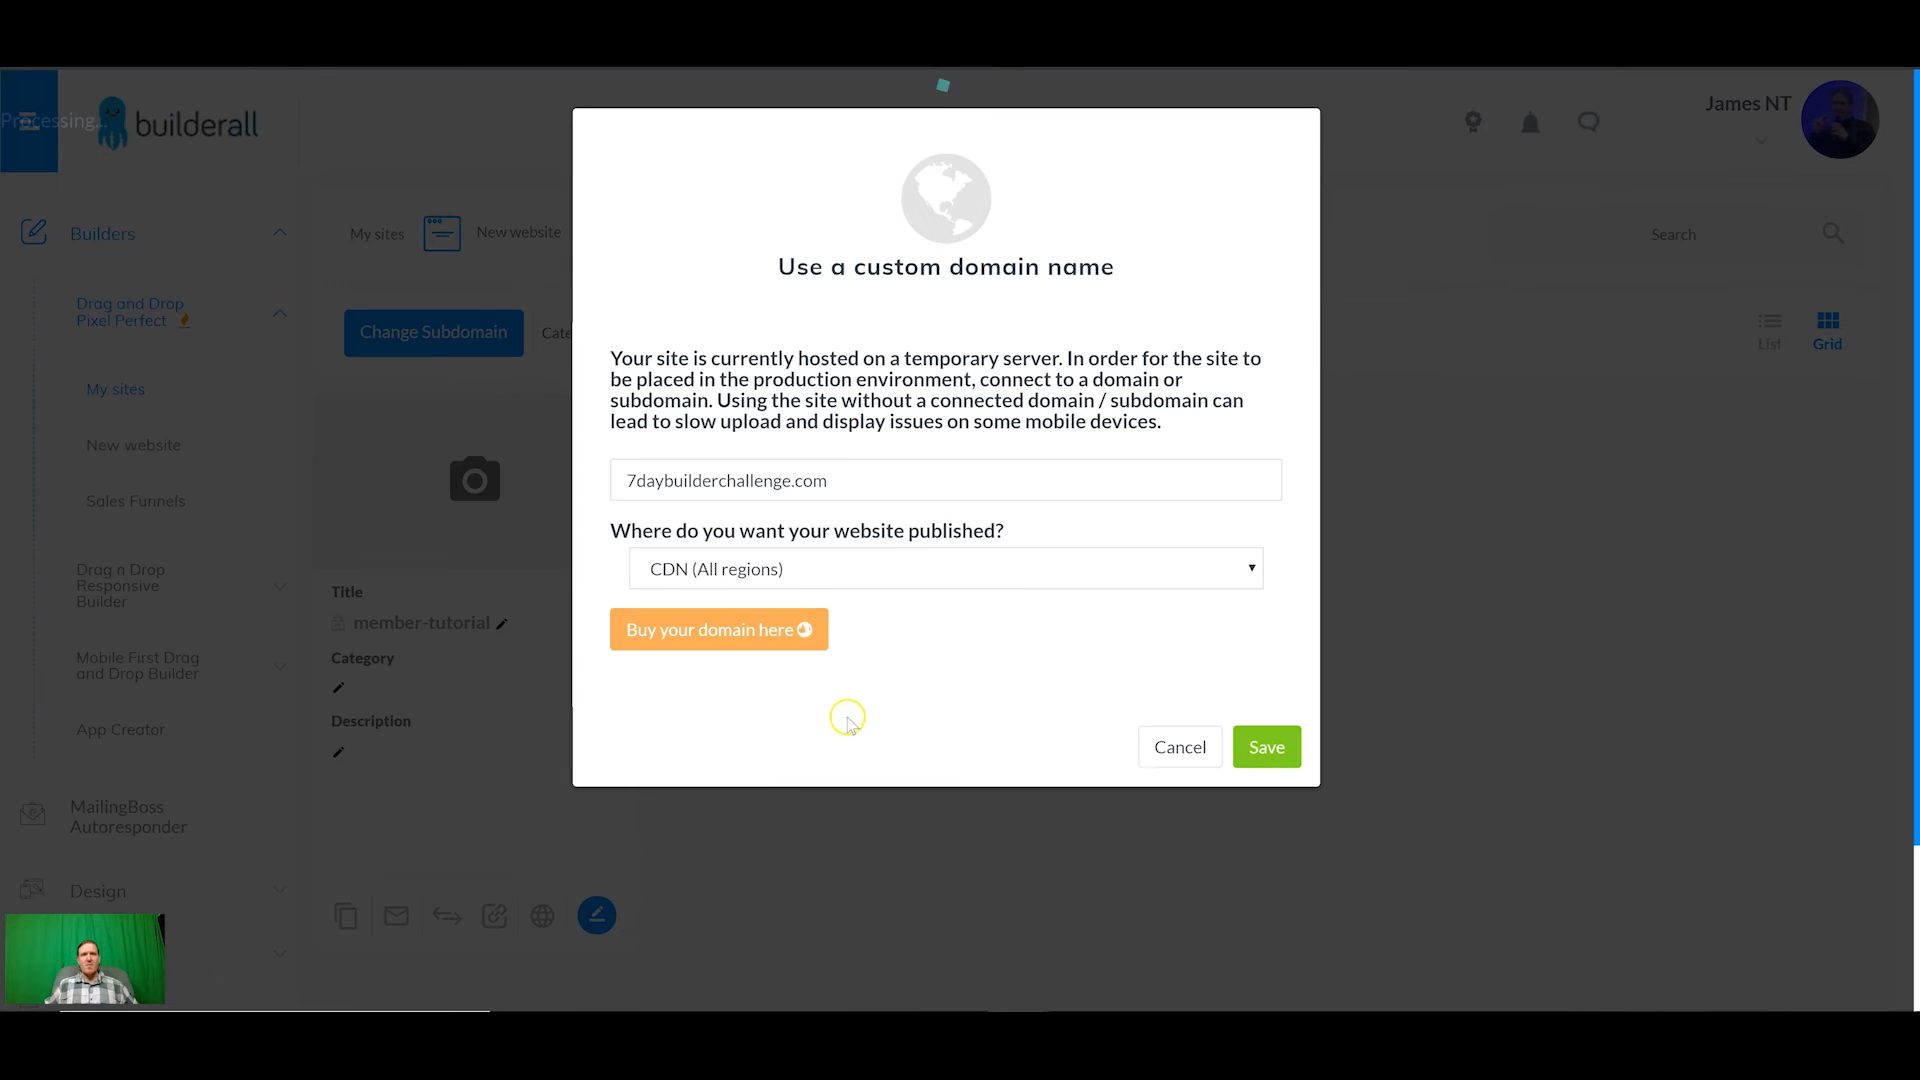 Processing...
builderall
James NT
Builders
Drag and Drop
Pixel Perfect
My sites
New website
Sales Funnels
Drag n Drop
Responsive
Builder
Mobile First Drag
and Drop Builder
App Creator
MailingBoss
Autoresponder
Design
My sites
New website
Search
Change Subdomain
Cate
List
Grid
Title
member-tutorial
Category
Description
Use a custom domain name
Your site is currently hosted on a temporary server. In order for the site to
be placed in the production environment, connect to a domain or
subdomain. Using the site without a connected domain / subdomain can
lead to slow upload and display issues on some mobile devices.
7daybuilderchallenge.com
Where do you want your website published?
CDN (All regions)
Buy your domain here
Cancel
Save